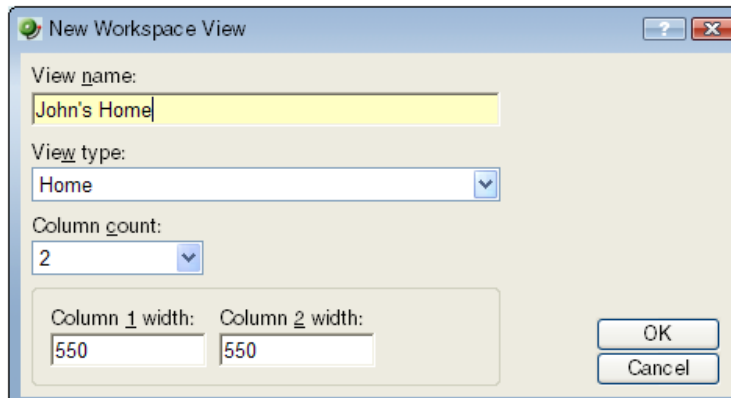 New Workspace View
?
View name:
John's Home
View type:
Home
Column count:
2
Column 1 width: Column 2 width:
550 550
OK
Cancel